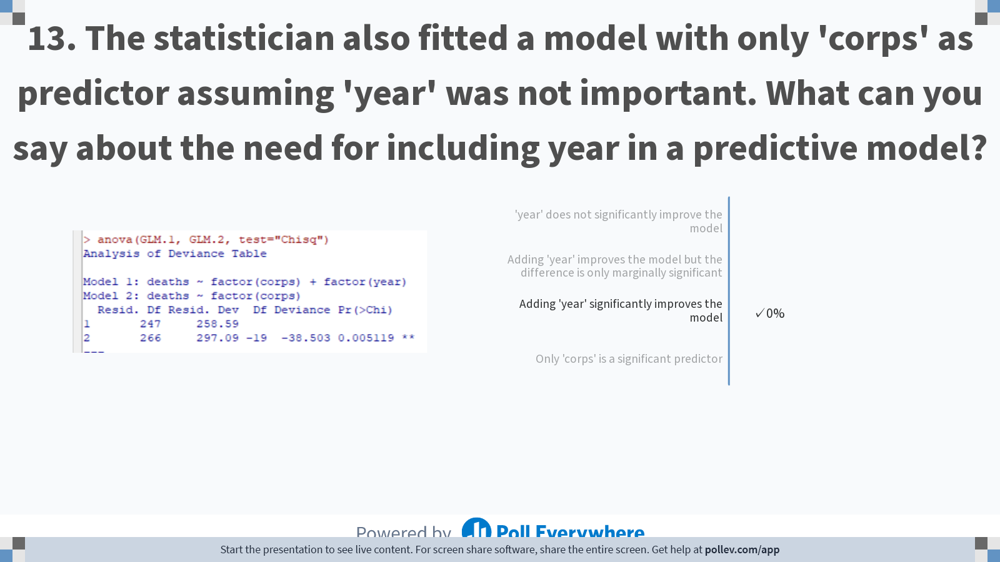 13. The statistician also fitted a model with only 'corps' as
predictor assuming 'year' was not important. What can you
say about the need for including year in a predictive model?
> anova(GLM.1, GLM.2, test="Chisq")
Analysis of Deviance Table
Model 1: deaths ~ factor(corps) + factor(year)
Model 2: deaths ~ factor(corps)
Resid. Df Resid. Dev Df Deviance Pr(>Chi)
1 247 258.59
2 266 297.09 -19 -38.503 0.005119 **
---
'year' does not significantly improve the
model
Adding 'year' improves the model but the
difference is only marginally significant
Adding 'year' significantly improves the
model
✓0%
Only 'corps' is a significant predictor
Powered by Poll Everywhere
Start the presentation to see live content. For screen share software, share the entire screen. Get help at pollev.com/app